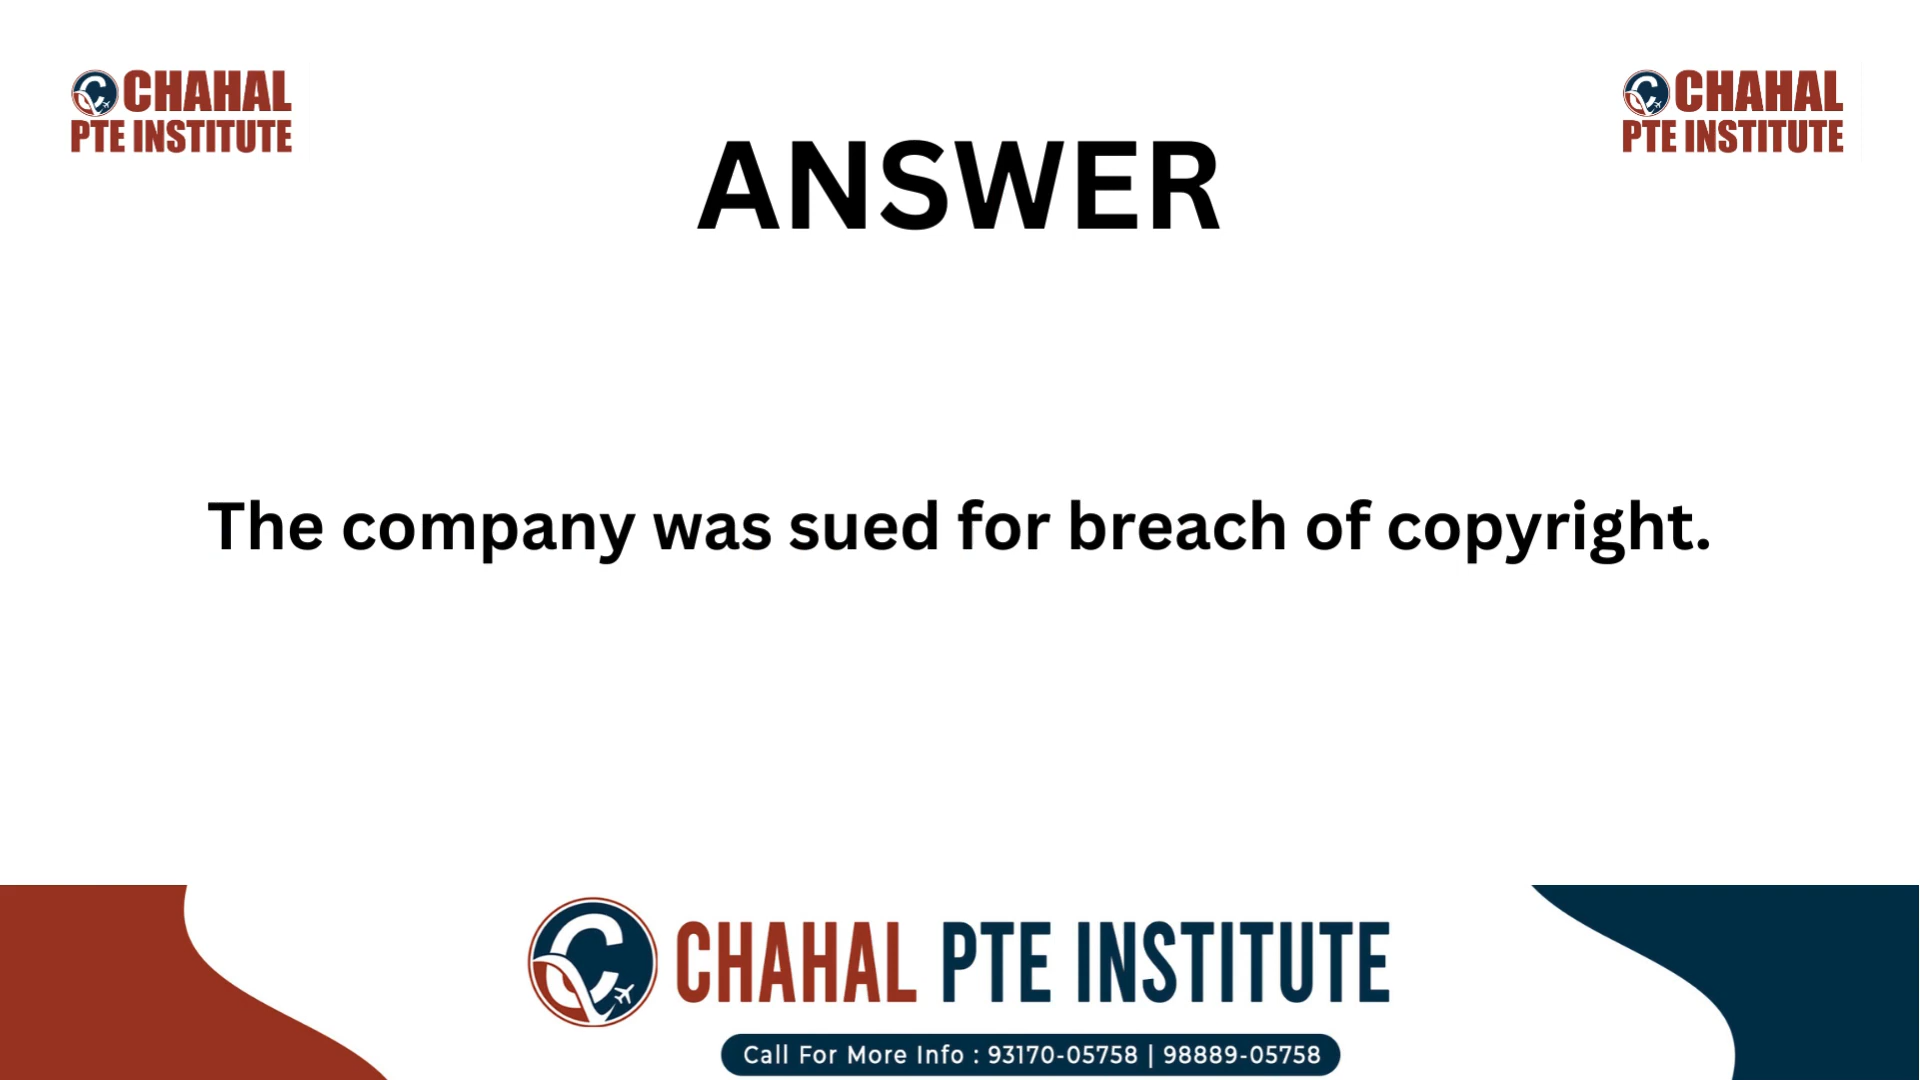 CHAHAL
PTE INSTITUTE
CHAHAL
PTE INSTITUTE
ANSWER
The company was sued for breach of copyright.
CHAHAL PTE INSTITUTE
Call For More Info : 93170-05758 | 98889-05758